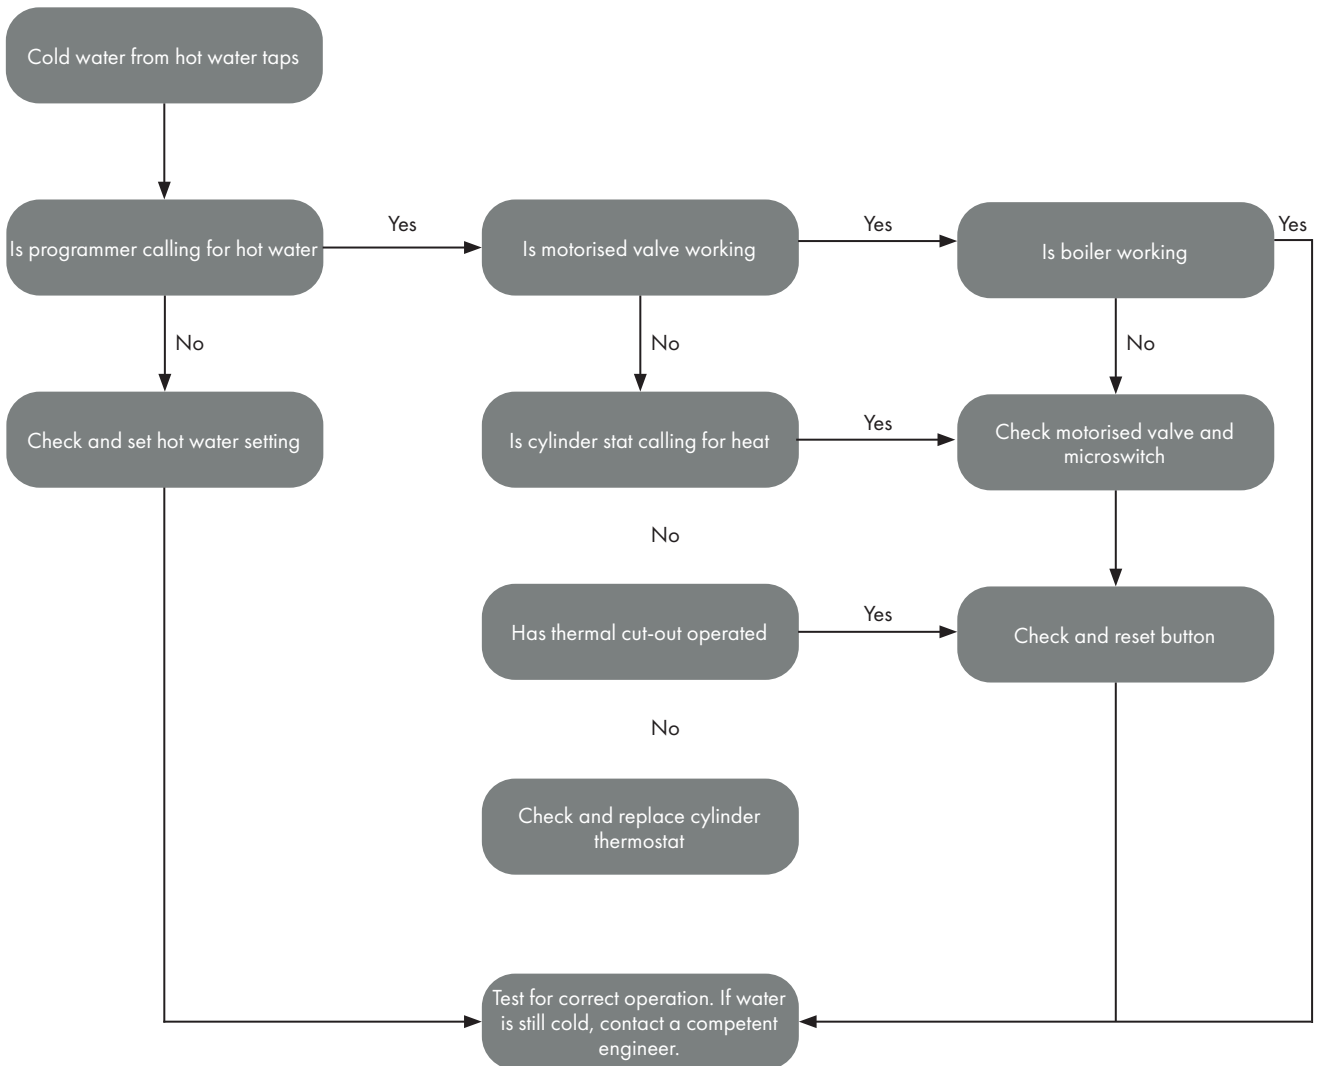 Cold water from hot water taps
Is programmer calling for hot water
Yes
Is motorised valve working
Yes
Is boiler working
Yes
No
No
No
Check and set hot water setting
Is cylinder stat calling for heat
Yes
Check motorised valve and
microswitch
No
Has thermal cut-out operated
Yes
Check and reset button
No
Check and replace cylinder
thermostat
Test for correct operation. If water
is still cold, contact a competent
engineer.